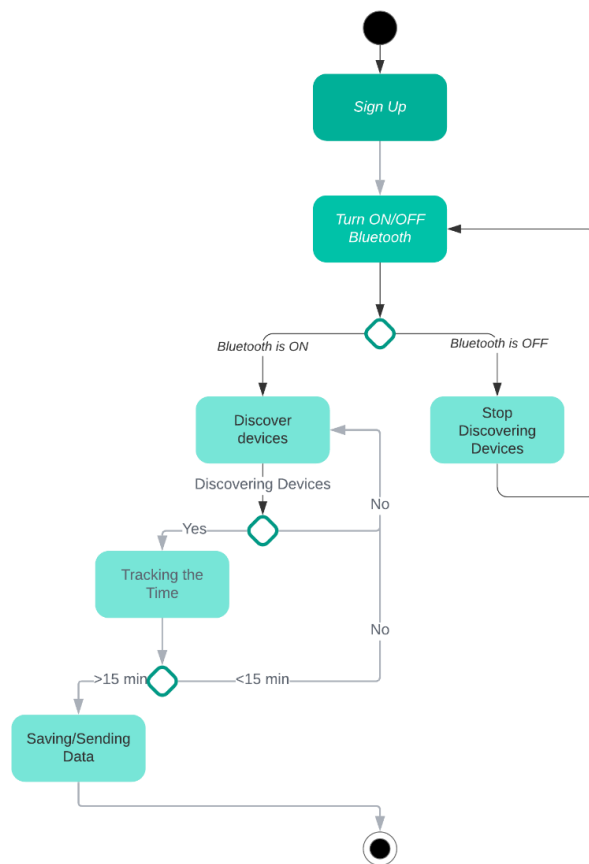 Sign Up
Turn ON/OFF
Bluetooth
Bluetooth is ON
Bluetooth is OFF
Discover
devices
Stop
Discovering
Devices
Discovering Devices
No
Yes
Tracking the
Time
No
>15 min
<15 min
Saving/Sending
Data